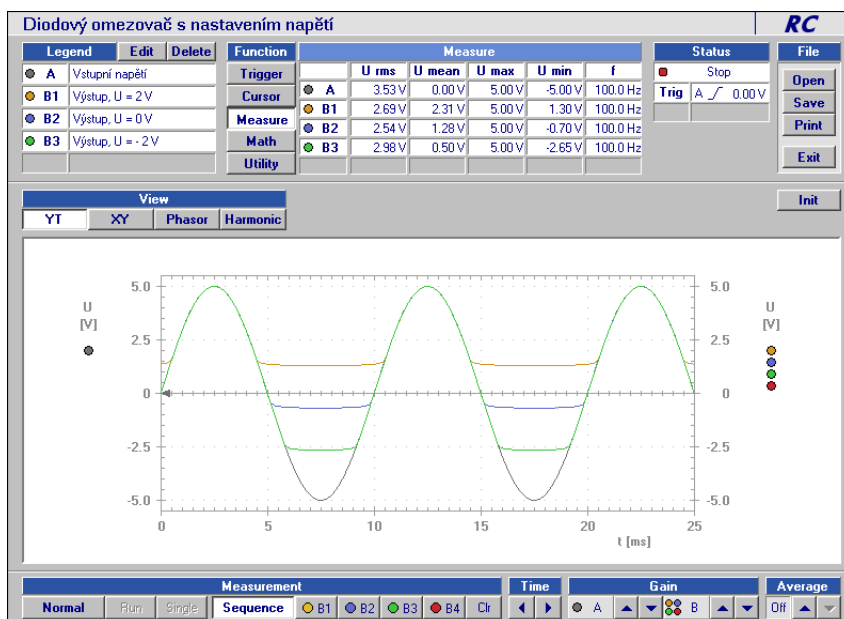 Diodový omezovač s nastavením napětí
RC
Legend Edit Delete
A Vstupní napětí
B1 Výstup, U = 2 V
B2 Výstup, U = 0 V
B3 Výstup, U = - 2 V
Function
Trigger
Cursor
Measure
Math
Utility
Measure
U rms U mean U max U min f
A 3.53 V 0.00 V 5.00 V -5.00 V 100.0 Hz
B1 2.69 V 2.31 V 5.00 V 1.30 V 100.0 Hz
B2 2.54 V 1.28 V 5.00 V -0.70 V 100.0 Hz
B3 2.98 V 0.50 V 5.00 V -2.65 V 100.0 Hz
Status
Stop
Trig A 0.00 V
File
Open
Save
Print
Exit
View
YT XY Phasor Harmonic
Init
U
[V]
5.0
2.5
0
-2.5
-5.0
5.0
2.5
0
-2.5
-5.0
U
[V]
0 5 10 15 20 25
t [ms]
Measurement
Normal Run Single Sequence B1 B2 B3 B4 Clr
Time
Gain
A B
Average
Off